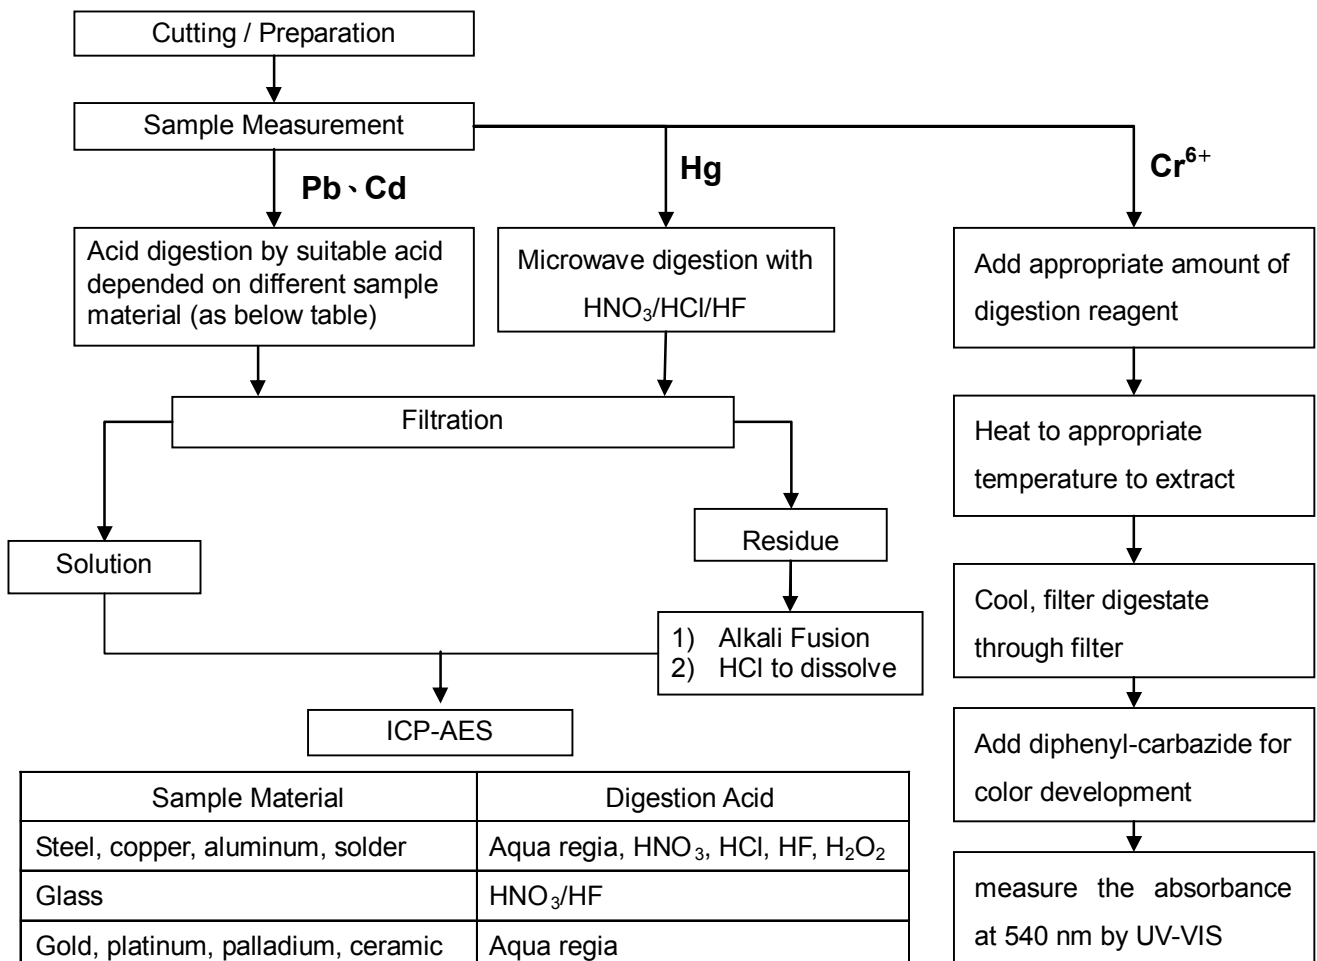 Cutting / Preparation
Sample Measurement
Pb、Cd
Hg
Cr⁶⁺
Acid digestion by suitable acid
depended on different sample
material (as below table)
Microwave digestion with
HNO₃/HCl/HF
Add appropriate amount of
digestion reagent
Filtration
Heat to appropriate
temperature to extract
Solution
Residue
1) Alkali Fusion
2) HCl to dissolve
Cool, filter digestate
through filter
ICP-AES
Add diphenyl-carbazide for
color development
Sample Material Digestion Acid
Steel, copper, aluminum, solder Aqua regia, HNO₃, HCl, HF, H₂O₂
Glass HNO₃/HF
Gold, platinum, palladium, ceramic Aqua regia
measure the absorbance
at 540 nm by UV-VIS